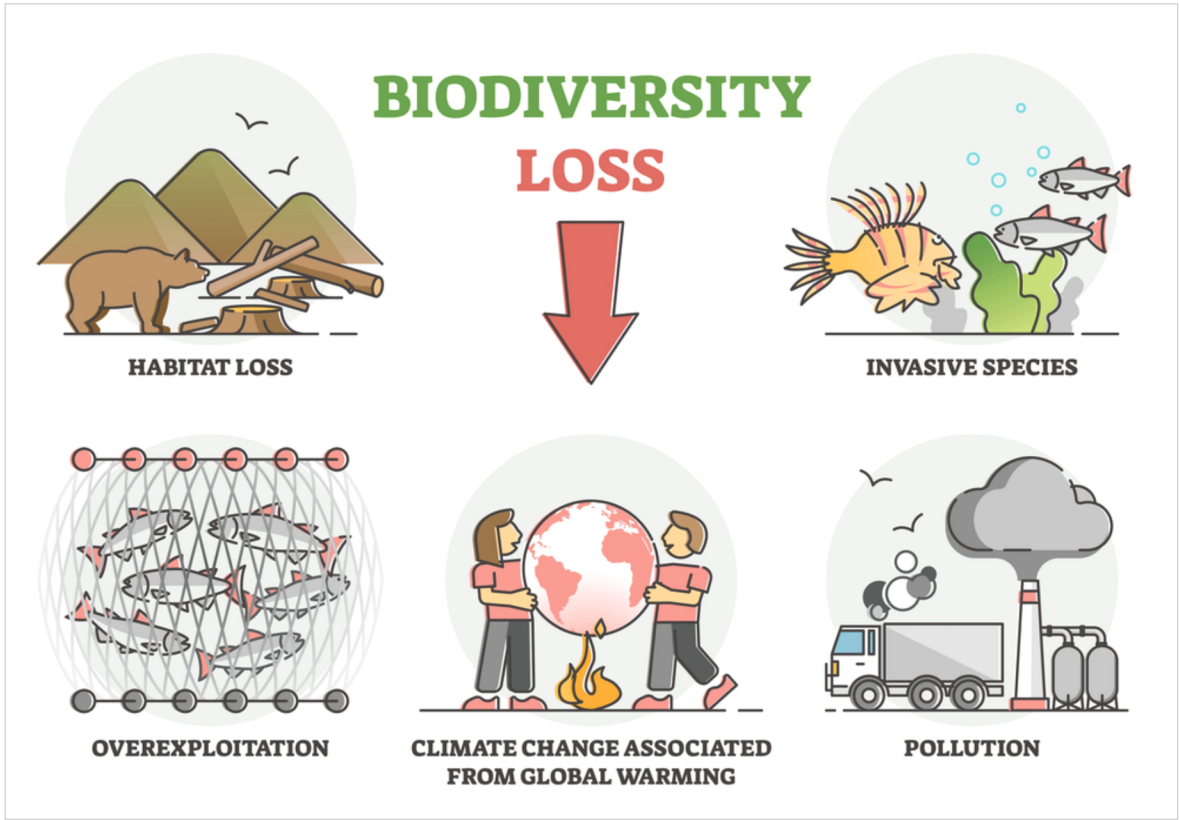 BIODIVERSITY
LOSS
HABITAT LOSS
INVASIVE SPECIES
OVEREXPLOITATION
CLIMATE CHANGE ASSOCIATED
FROM GLOBAL WARMING
POLLUTION